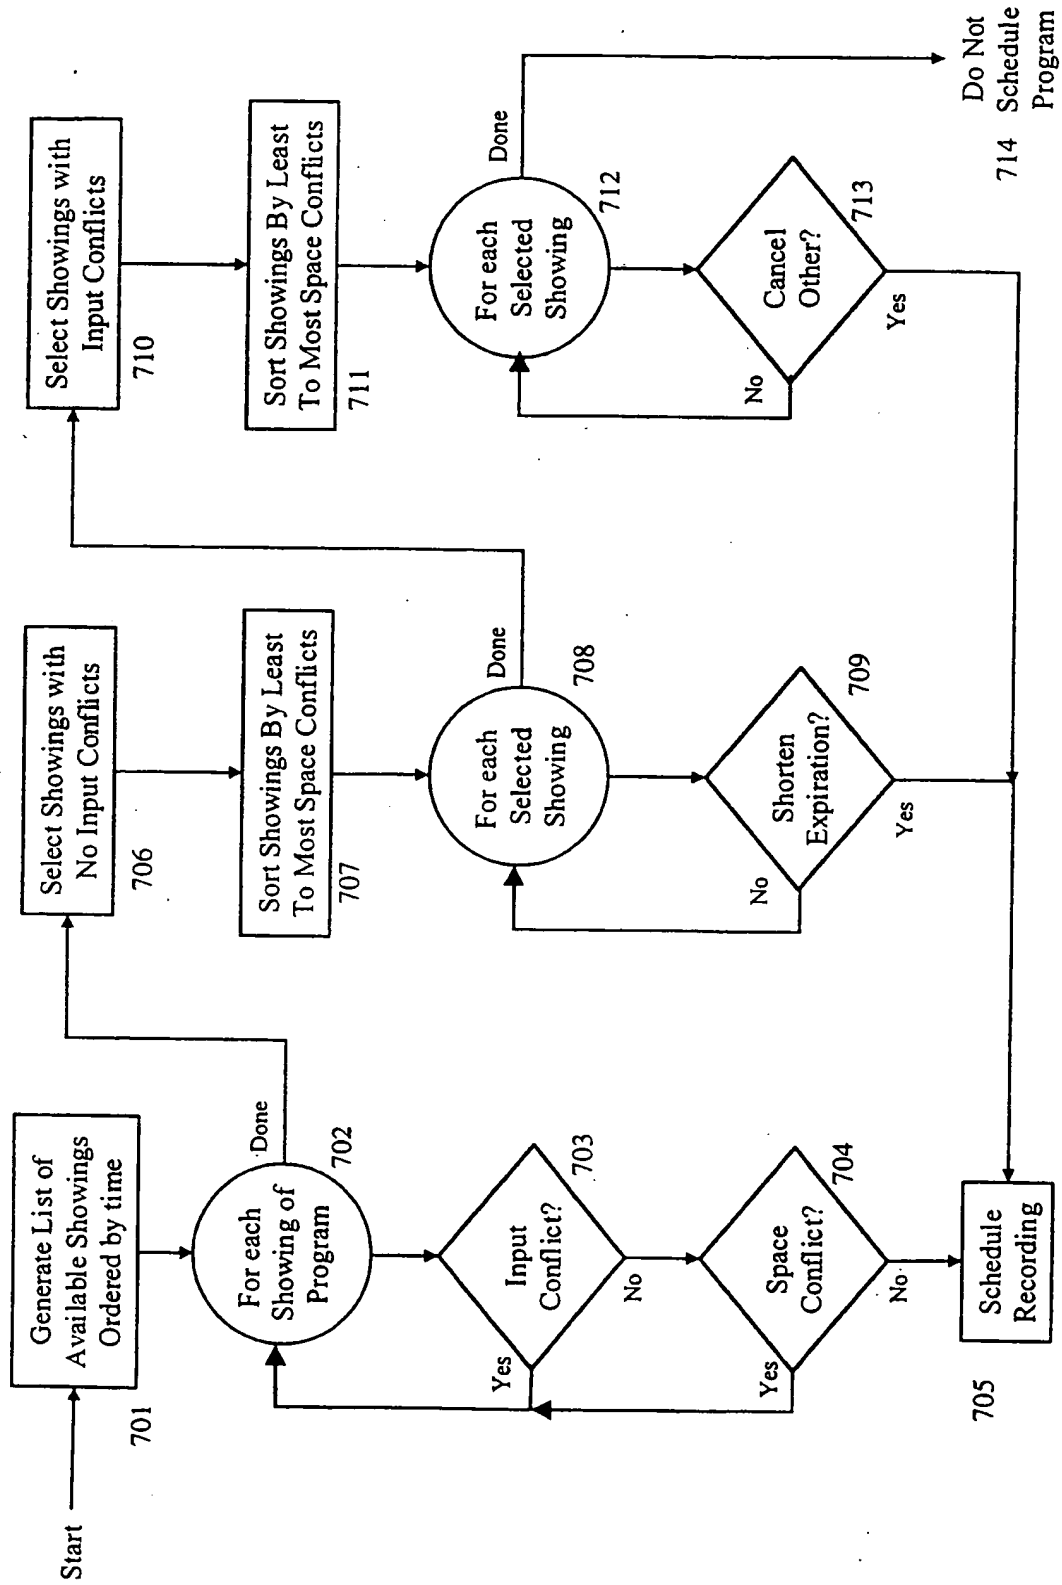 Start
Generate List of
Available Showings
Ordered by time
701
For each
Showing of
Program
702
Done
Input
Conflict?
703
Yes
No
Space
Conflict?
704
Yes
No
Schedule
Recording
705
Select Showings with
No Input Conflicts
706
Sort Showings By Least
To Most Space Conflicts
707
For each
Selected
Showing
708
Done
Shorten
Expiration?
709
No
Yes
Select Showings with
Input Conflicts
710
Sort Showings By Least
To Most Space Conflicts
711
For each
Selected
Showing
712
Done
Cancel
Other?
713
No
Yes
Do Not
714 Schedule
Program